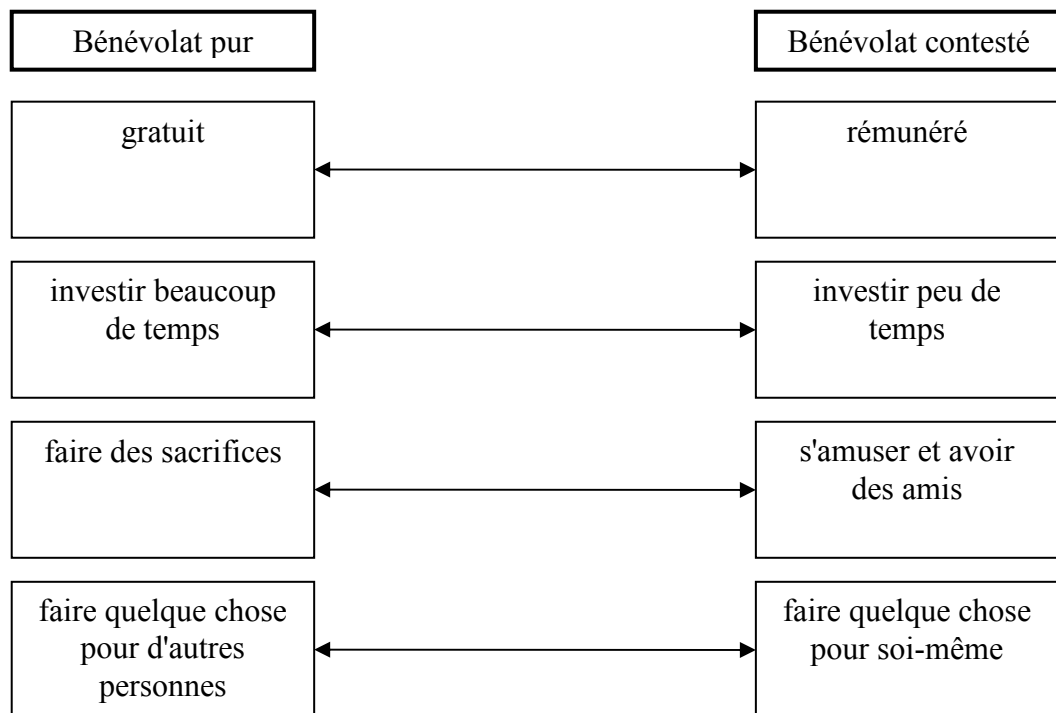 Bénévolat pur
Bénévolat contesté
gratuit
rémunéré
investir beaucoup
de temps
investir peu de
temps
faire des sacrifices
s'amuser et avoir
des amis
faire quelque chose
pour d'autres
personnes
faire quelque chose
pour soi-même